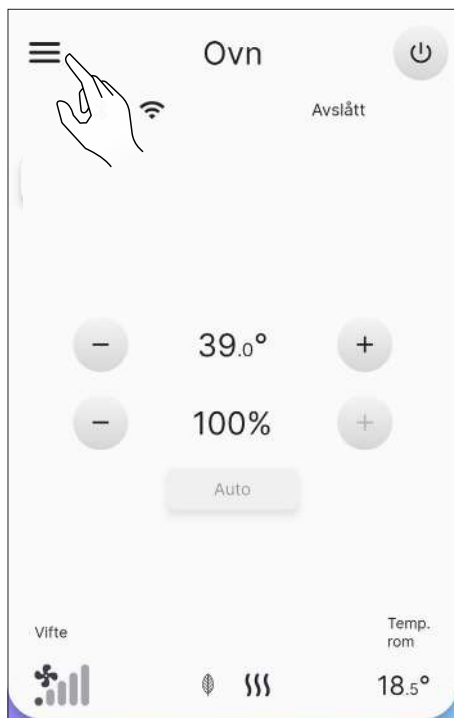 Ovn
Avslått
− 39.0° +
− 100% +
Auto
Vifte
Temp.
rom
18.5°